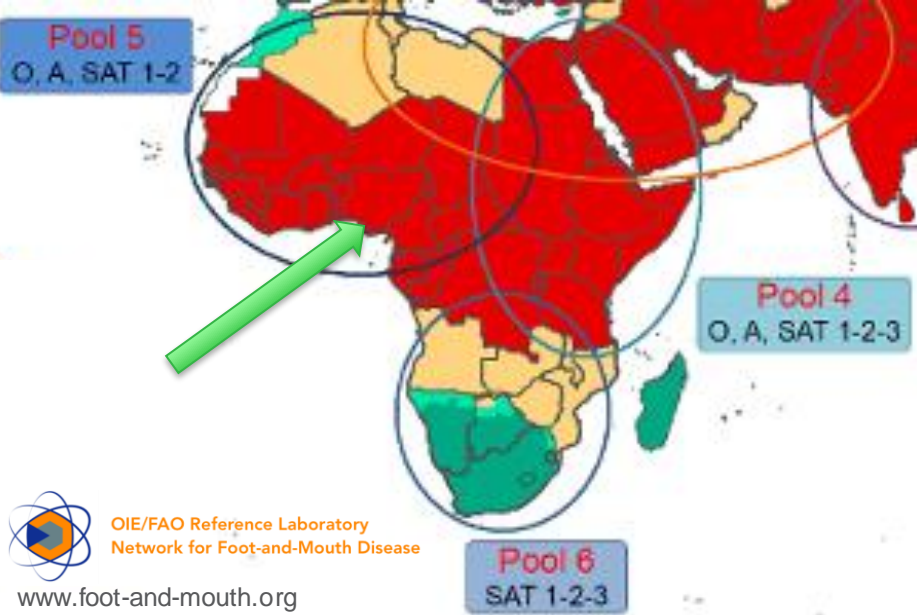 Pool 5
O, A, SAT 1-2
Pool 4
O, A, SAT 1-2-3
OIE/FAO Reference Laboratory
Network for Foot-and-Mouth Disease
www.foot-and-mouth.org
Pool 6
SAT 1-2-3